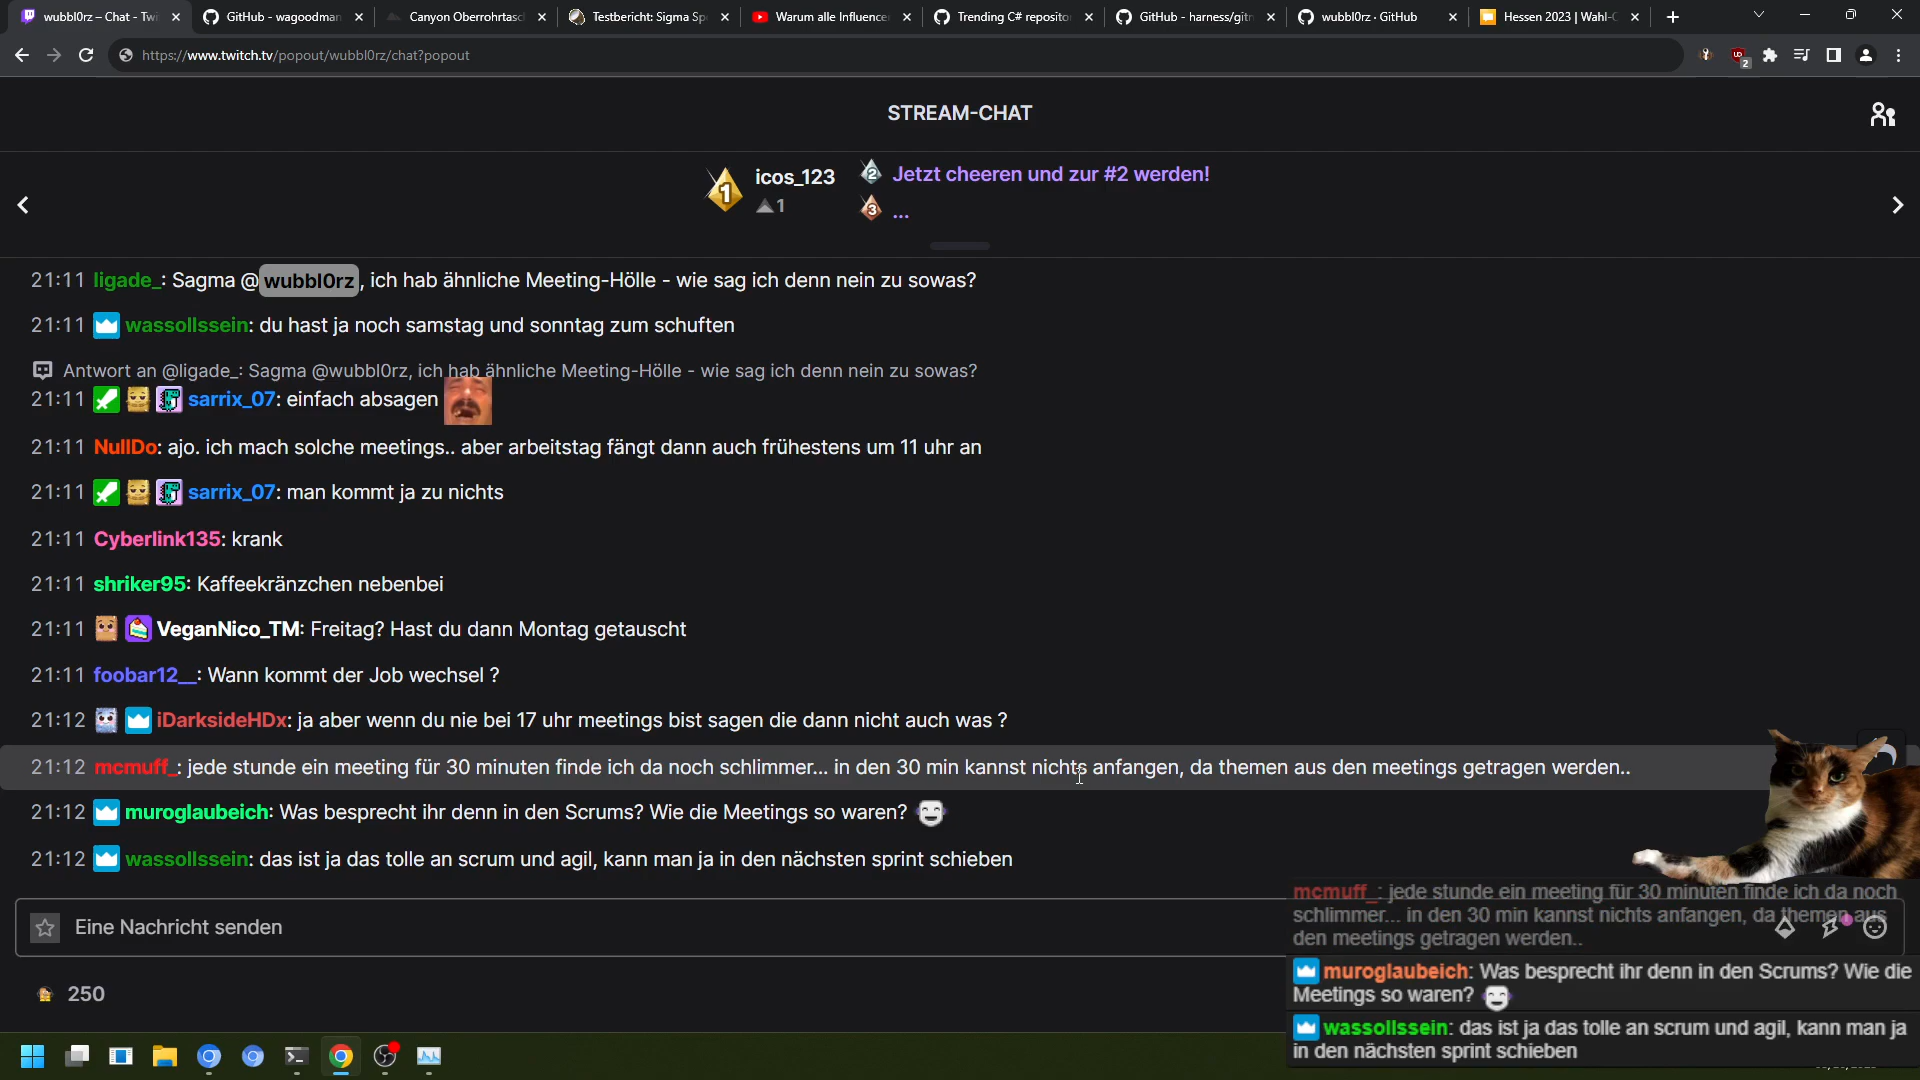 wubbl0rz – Chat - Twi
GitHub - wagoodman
Canyon Oberrohrtasc
Testbericht: Sigma Sp
Warum alle Influence
Trending C# reposito
GitHub - harness/gitn
wubbl0rz · GitHub
Hessen 2023 | Wahl-C
https://www.twitch.tv/popout/wubbl0rz/chat?popout
2
STREAM-CHAT
1 icos_123
1
2 Jetzt cheeren und zur #2 werden!
3 ...
21:11 ligade_: Sagma @wubbl0rz, ich hab ähnliche Meeting-Hölle - wie sag ich denn nein zu sowas?
21:11 wassollssein: du hast ja noch samstag und sonntag zum schuften
Antwort an @ligade_: Sagma @wubbl0rz, ich hab ähnliche Meeting-Hölle - wie sag ich denn nein zu sowas?
21:11 sarrix_07: einfach absagen
21:11 NullDo: ajo. ich mach solche meetings.. aber arbeitstag fängt dann auch frühestens um 11 uhr an
21:11 sarrix_07: man kommt ja zu nichts
21:11 Cyberlink135: krank
21:11 shriker95: Kaffeekränzchen nebenbei
21:11 VeganNico_TM: Freitag? Hast du dann Montag getauscht
21:11 foobar12__: Wann kommt der Job wechsel ?
21:12 iDarksideHDx: ja aber wenn du nie bei 17 uhr meetings bist sagen die dann nicht auch was ?
21:12 mcmuff_: jede stunde ein meeting für 30 minuten finde ich da noch schlimmer... in den 30 min kannst nichts anfangen, da themen aus den meetings getragen werden..
21:12 muroglaubeich: Was besprecht ihr denn in den Scrums? Wie die Meetings so waren?
21:12 wassollssein: das ist ja das tolle an scrum und agil, kann man ja in den nächsten sprint schieben
Eine Nachricht senden
250
mcmuff_: jede stunde ein meeting für 30 minuten finde ich da noch
schlimmer... in den 30 min kannst nichts anfangen, da themen aus
den meetings getragen werden..
muroglaubeich: Was besprecht ihr denn in den Scrums? Wie die
Meetings so waren?
wassollssein: das ist ja das tolle an scrum und agil, kann man ja
in den nächsten sprint schieben